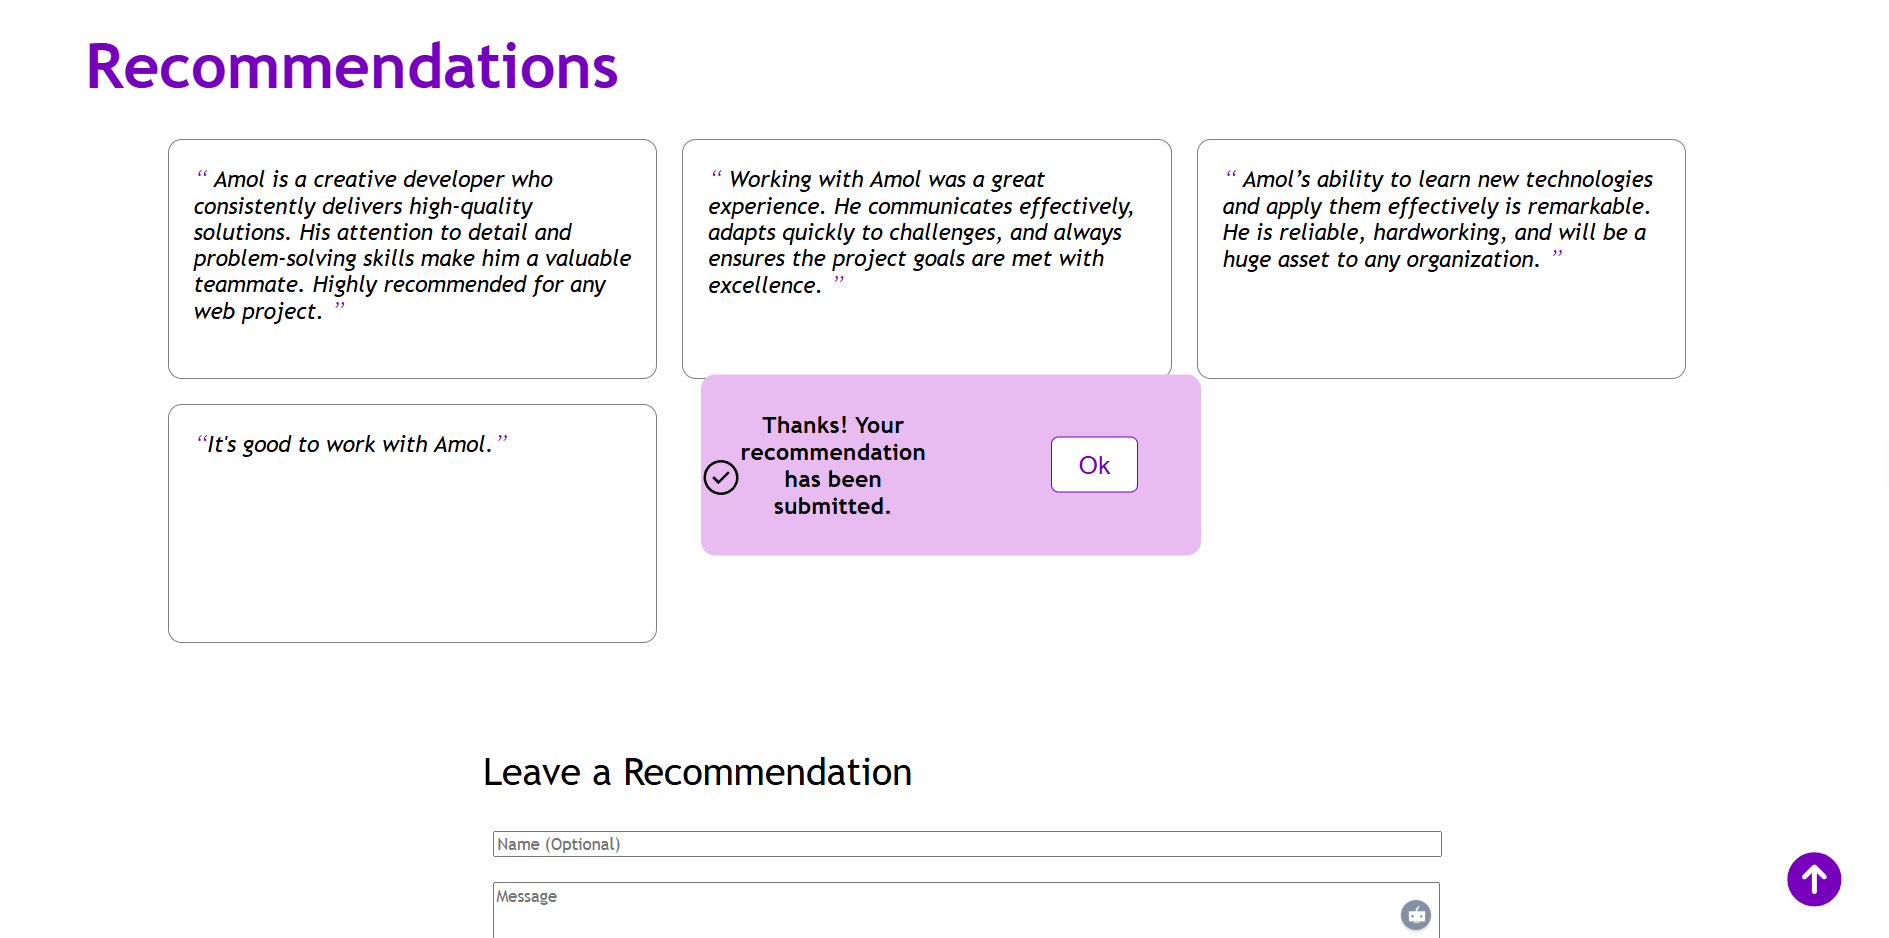 Recommendations
“ Amol is a creative developer who
consistently delivers high-quality
solutions. His attention to detail and
problem-solving skills make him a valuable
teammate. Highly recommended for any
web project. ”
“ Working with Amol was a great
experience. He communicates effectively,
adapts quickly to challenges, and always
ensures the project goals are met with
excellence. ”
“ Amol’s ability to learn new technologies
and apply them effectively is remarkable.
He is reliable, hardworking, and will be a
huge asset to any organization. ”
“It's good to work with Amol.”
Thanks! Your
recommendation
has been
submitted.
Ok
Leave a Recommendation
Name (Optional)
Message